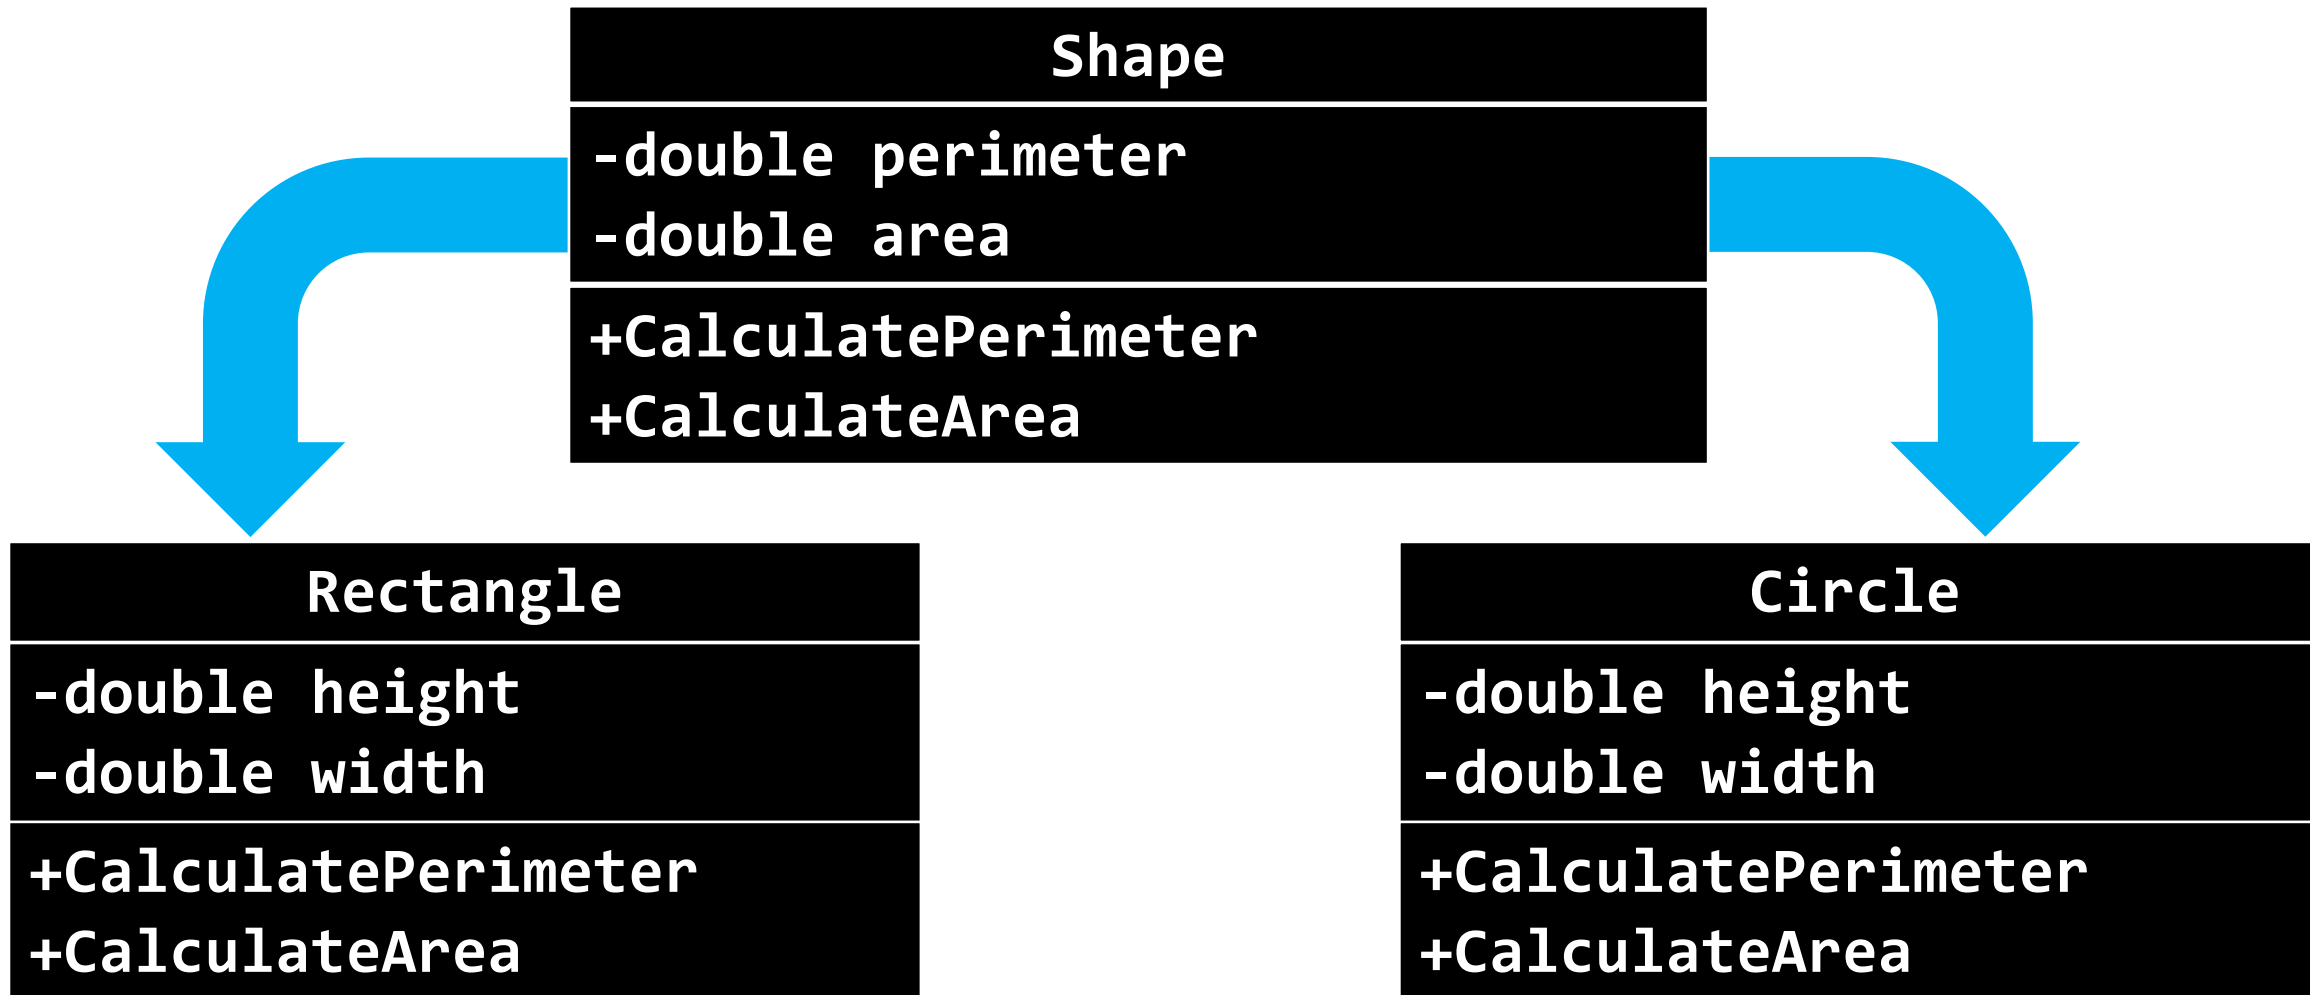 Shape
-double perimeter
-double area
+CalculatePerimeter
+CalculateArea
Rectangle
-double height
-double width
+CalculatePerimeter
+CalculateArea
Circle
-double height
-double width
+CalculatePerimeter
+CalculateArea